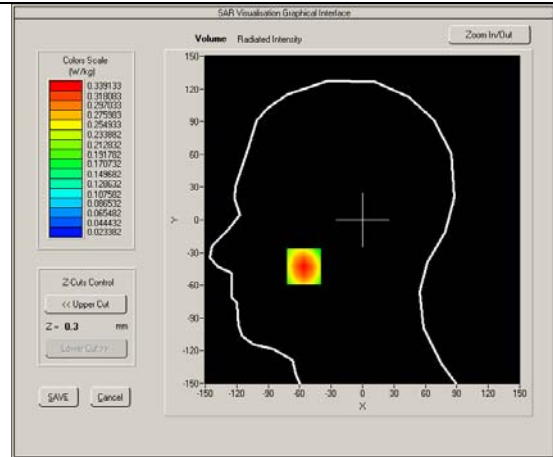 SAR Visualisation Graphical Interface
Volume Radiated Intensity
Zoom In/Out
Colors Scale
(W/kg)
0.339133
0.318083
0.297033
0.275983
0.254933
0.233882
0.212832
0.191782
0.170732
0.149682
0.128632
0.107582
0.086532
0.065482
0.044432
0.023382
Z-Cuts Control
<< Upper Cut
Z = 0.3 mm
Lower Cut >>
SAVE Cancel
150
120
90
60
30
Y 0
-30
-60
-90
-120
-150
-150 -120 -90 -60 -30 0 30 60 90 120 150
X